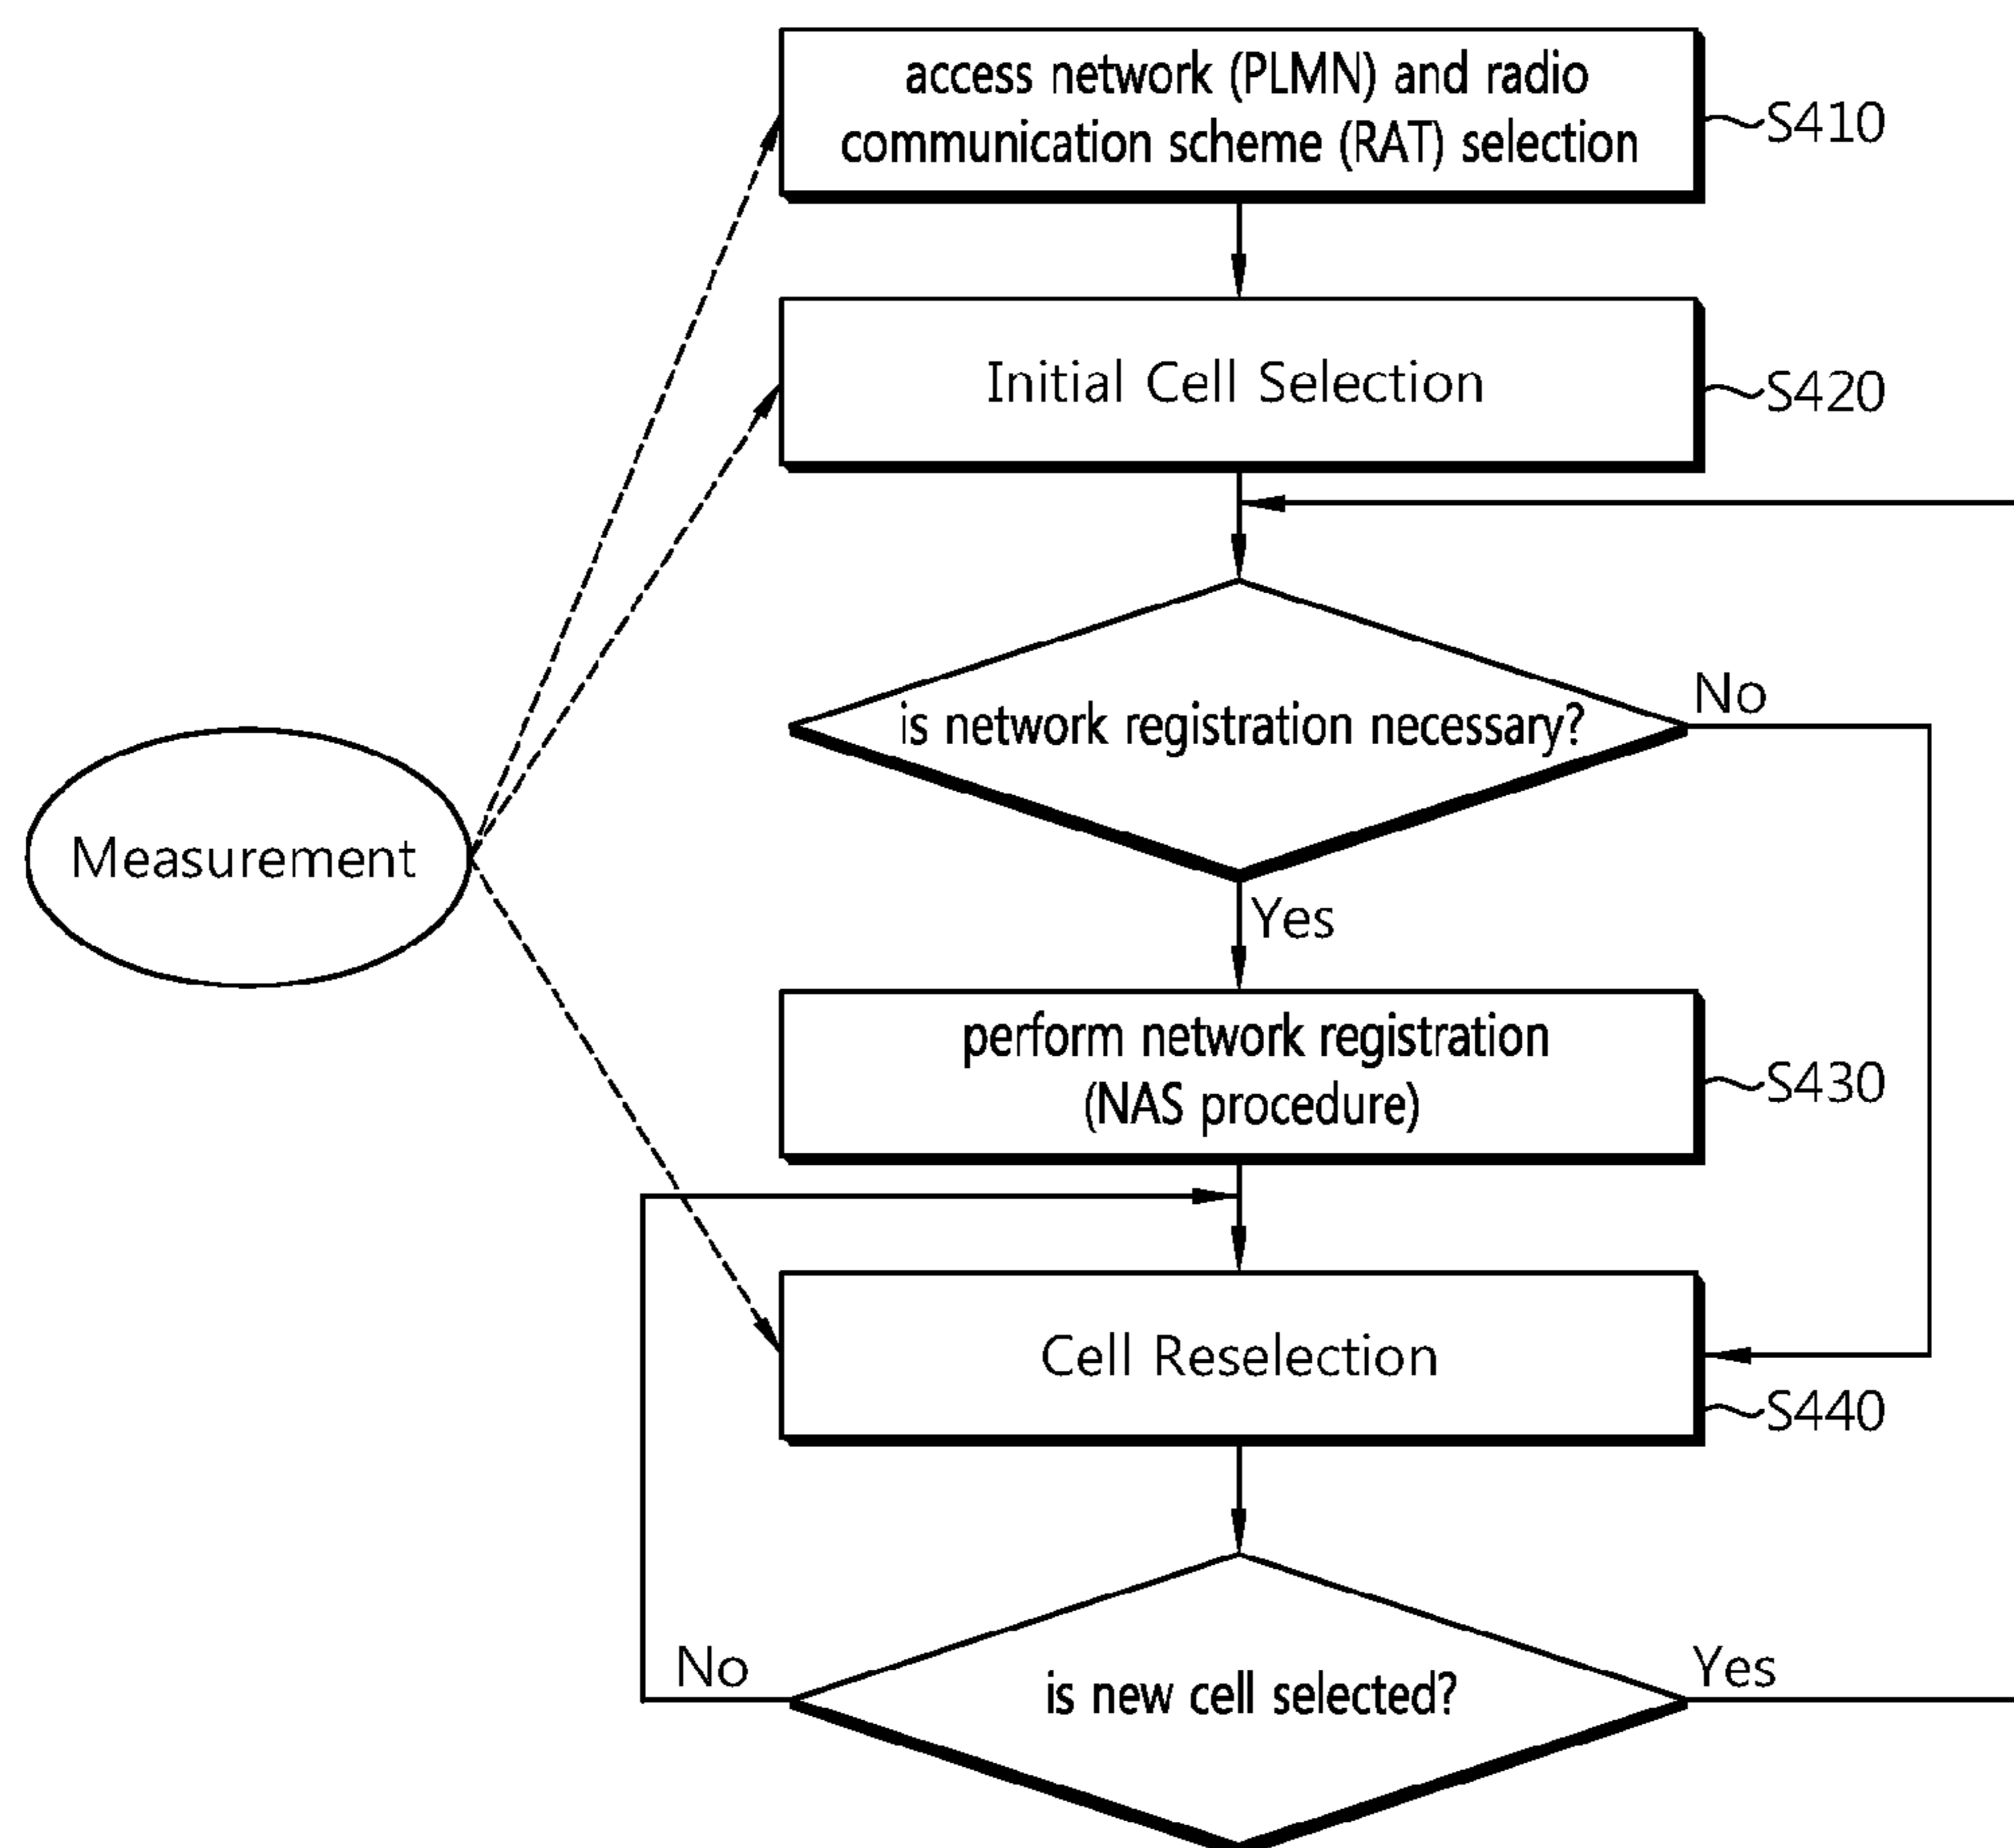 access network (PLMN) and radio
communication scheme (RAT) selection
S410
Initial Cell Selection
S420
is network registration necessary?
No
Measurement
Yes
perform network registration
(NAS procedure)
S430
Cell Reselection
S440
No
is new cell selected?
Yes